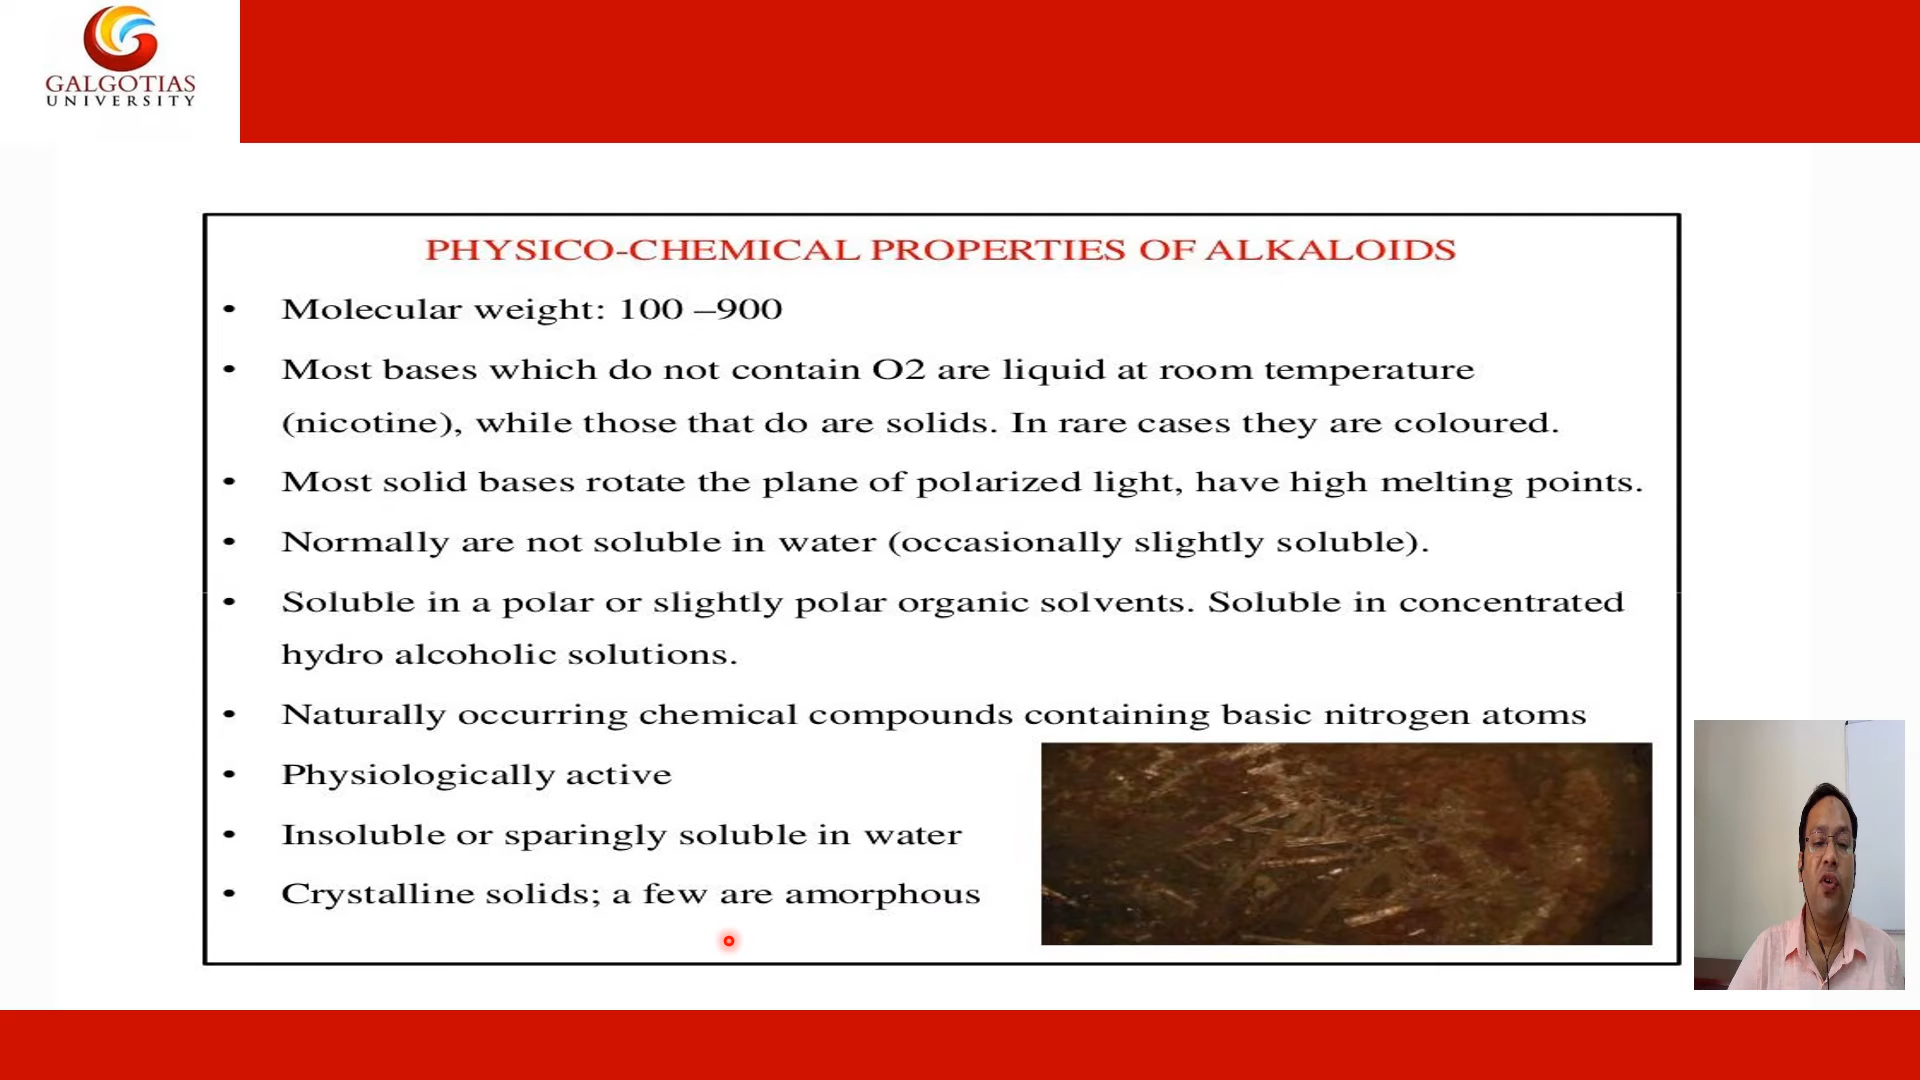 GALGOTIAS
UNIVERSITY
PHYSICO-CHEMICAL PROPERTIES OF ALKALOIDS
• Molecular weight: 100 –900
• Most bases which do not contain O2 are liquid at room temperature
(nicotine), while those that do are solids. In rare cases they are coloured.
• Most solid bases rotate the plane of polarized light, have high melting points.
• Normally are not soluble in water (occasionally slightly soluble).
• Soluble in a polar or slightly polar organic solvents. Soluble in concentrated
hydro alcoholic solutions.
• Naturally occurring chemical compounds containing basic nitrogen atoms
• Physiologically active
• Insoluble or sparingly soluble in water
• Crystalline solids; a few are amorphous